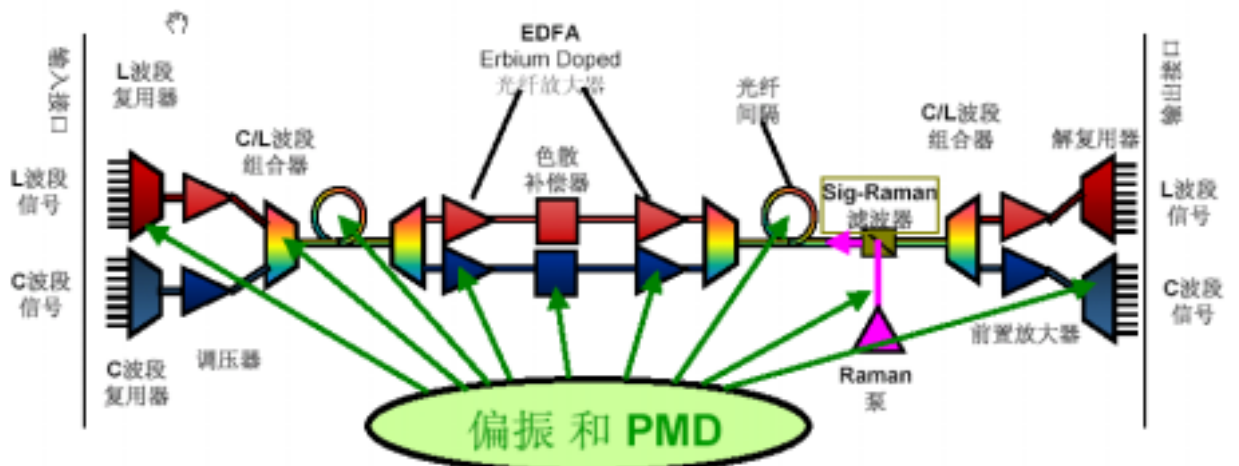 EDFA
Erbium Doped
光纤放大器
输入接口
L波段
复用器
C/L波段
组合器
色散
补偿器
光纤
间隔
C/L波段
组合器
解复用器
输出接口
L波段
信号
Sig-Raman
滤波器
L波段
信号
C波段
信号
C波段
信号
C波段
复用器
调压器
前置放大器
Raman
泵
偏振 和 PMD